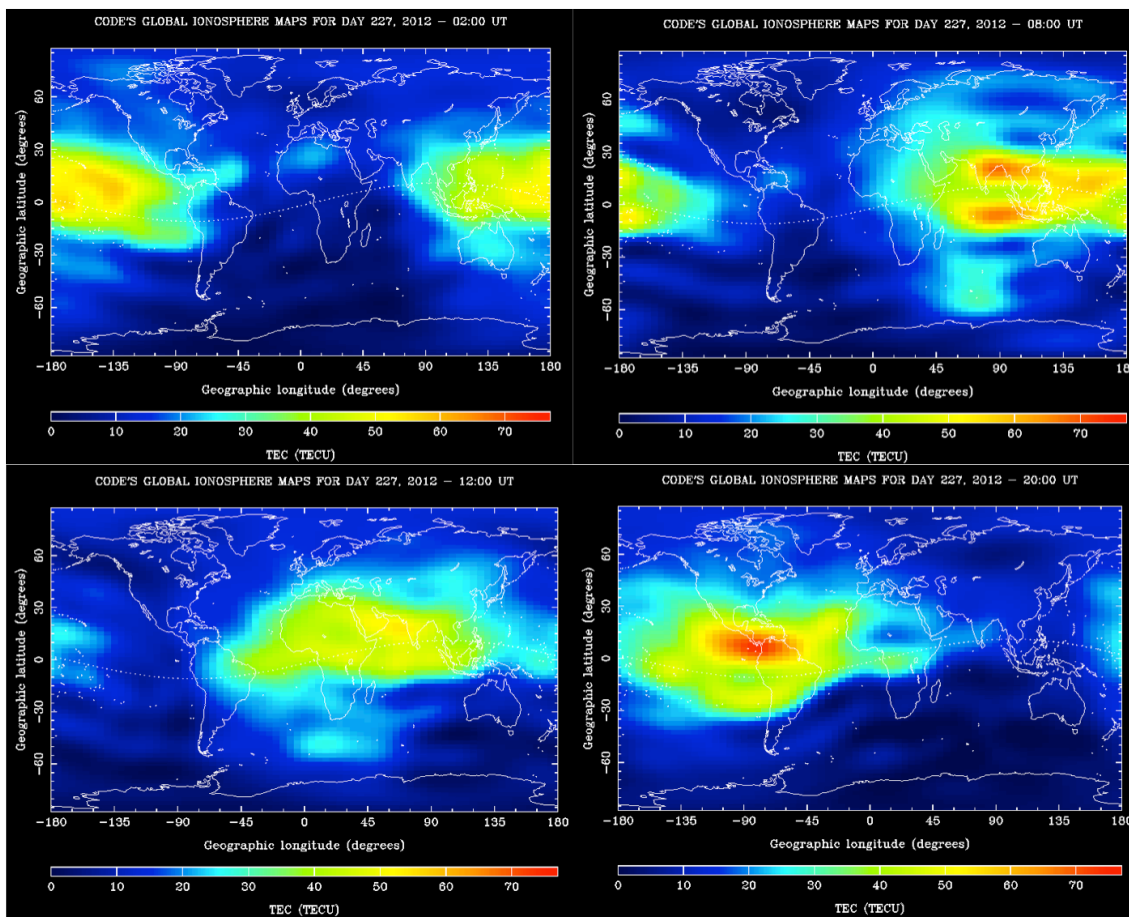 CODE'S GLOBAL IONOSPHERE MAPS FOR DAY 227, 2012 - 02:00 UT
Geographic latitude (degrees)
60
30
0
-30
-60
-180 -135 -90 -45 0 45 90 135 180
Geographic longitude (degrees)
0 10 20 30 40 50 60 70
TEC (TECU)
CODE'S GLOBAL IONOSPHERE MAPS FOR DAY 227, 2012 - 08:00 UT
Geographic latitude (degrees)
60
30
0
-30
-60
-180 -135 -90 -45 0 45 90 135 180
Geographic longitude (degrees)
0 10 20 30 40 50 60 70
TEC (TECU)
CODE'S GLOBAL IONOSPHERE MAPS FOR DAY 227, 2012 - 12:00 UT
Geographic latitude (degrees)
60
30
0
-30
-60
-180 -135 -90 -45 0 45 90 135 180
Geographic longitude (degrees)
0 10 20 30 40 50 60 70
TEC (TECU)
CODE'S GLOBAL IONOSPHERE MAPS FOR DAY 227, 2012 - 20:00 UT
Geographic latitude (degrees)
60
30
0
-30
-60
-180 -135 -90 -45 0 45 90 135 180
Geographic longitude (degrees)
0 10 20 30 40 50 60 70
TEC (TECU)